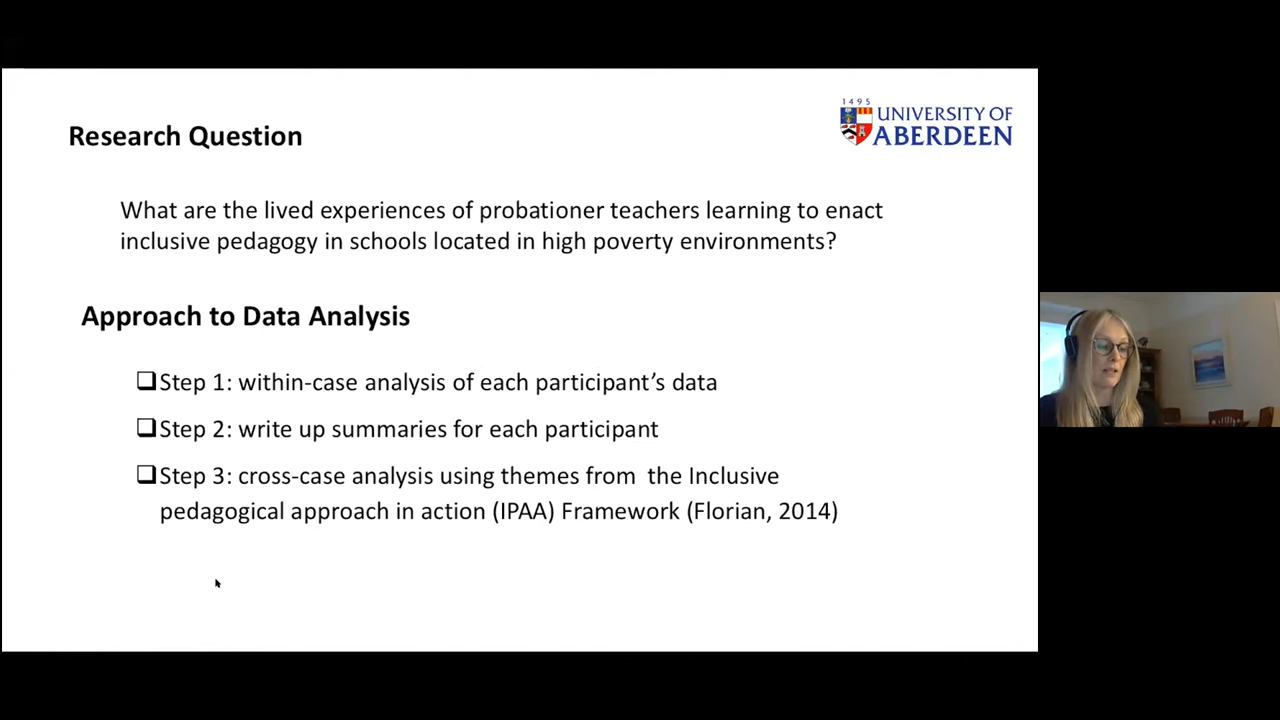 1495
UNIVERSITY OF
ABERDEEN
Research Question
What are the lived experiences of probationer teachers learning to enact
inclusive pedagogy in schools located in high poverty environments?
Approach to Data Analysis
Step 1: within-case analysis of each participant’s data
Step 2: write up summaries for each participant
Step 3: cross-case analysis using themes from  the Inclusive
pedagogical approach in action (IPAA) Framework (Florian, 2014)